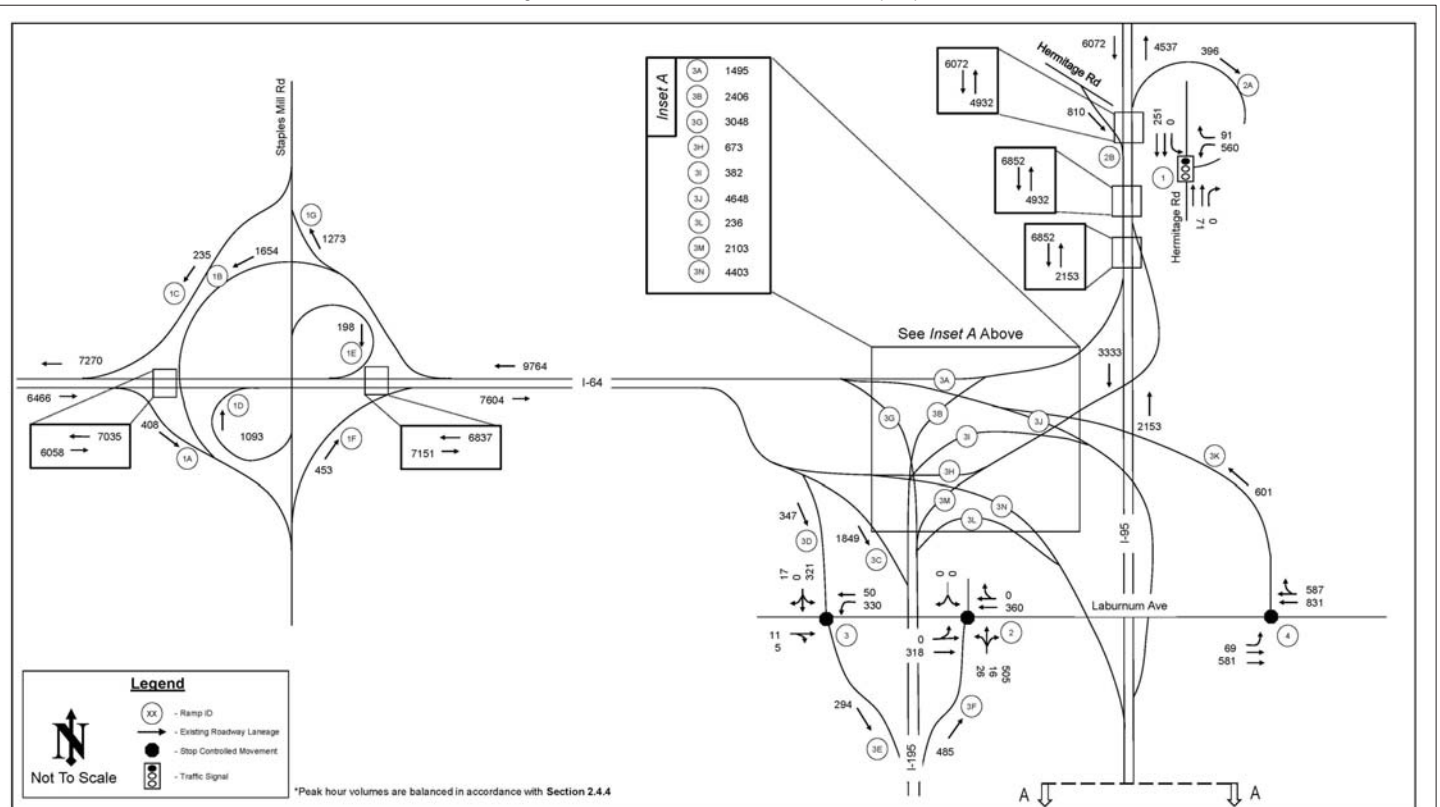 Inset A
3A 1495
3B 2406
3G 3048
3H 673
3I 382
3J 4648
3L 236
3M 2103
3N 4403
See Inset A Above
Staples Mill Rd
1G
1273
235
1654
1B
1C
198
1E
7270
9764
I-64
6466
7604
408
1D
1093
1A
1F
453
7035
6058
6837
7151
Hermitage Rd
6072
4537
396
2A
6072
4932
810
2B
251
0
91
560
1
71
0
Hermitage Rd
6852
4932
6852
2153
3333
2153
3A
3G
3B
3I
3J
3H
3M
3N
3L
3K
601
I-95
347
3D
1849
3C
17
0
321
50
330
11
5
3
0
0
0
360
0
318
2
26
16
505
Laburnum Ave
587
831
69
581
4
294
3E
I-195
485
3F
A
A
Legend
N
Not To Scale
XX - Ramp ID
- Existing Roadway Laneage
- Stop Controlled Movement
- Traffic Signal
*Peak hour volumes are balanced in accordance with Section 2.4.4